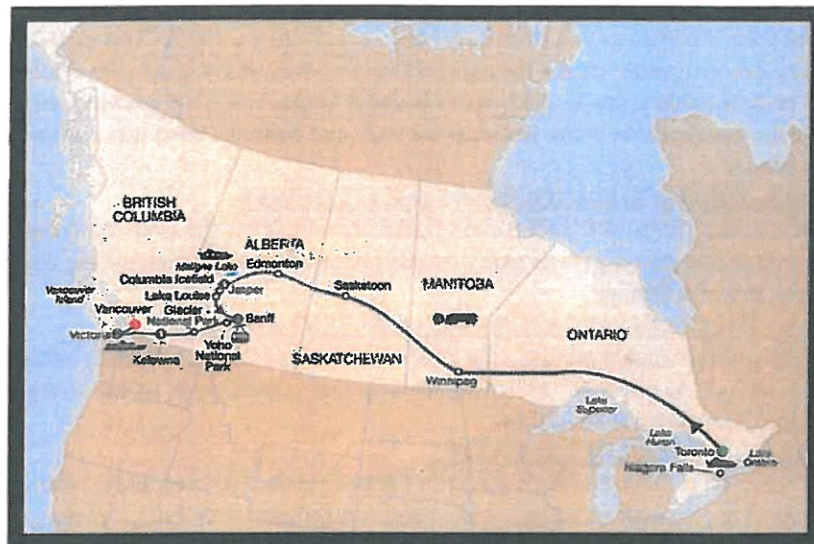 BRITISH
COLUMBIA
ALBERTA
Maligne Lake
Edmonton
Columbia Icefield
Jasper
Saskatoon
MANITOBA
Vancouver
Island
Lake Louise
Vancouver
Glacier
National Park
Banff
Victoria
Yoho
National
Park
Kelowna
SASKATCHEWAN
ONTARIO
Winnipeg
Lake
Superior
Lake
Huron
Toronto
Lake
Ontario
Niagara Falls